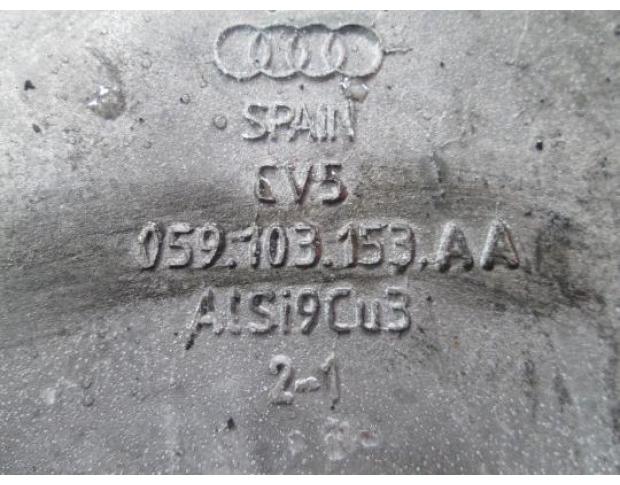 SPAIN
CV5
059.103.153.AA
AlSi9Cu3
2-1